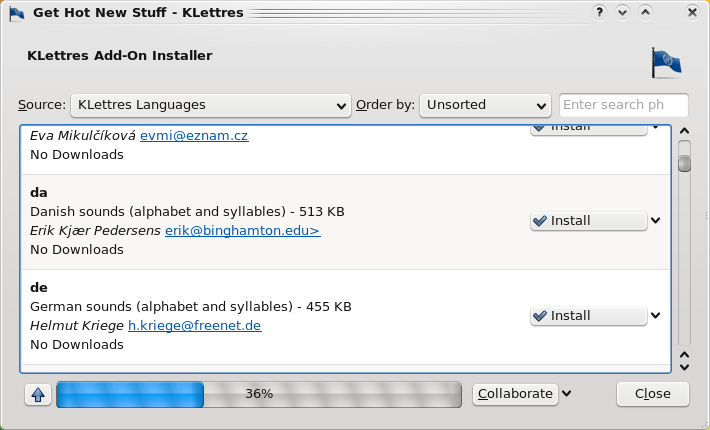 Get Hot New Stuff - KLettres
KLettres Add-On Installer
Source: KLettres Languages Order by: Unsorted Enter search ph
Eva Mikulčíková evmi@eznam.cz Install
No Downloads
da
Danish sounds (alphabet and syllables) - 513 KB
Install
Erik Kjær Pedersens erik@binghamton.edu>
No Downloads
de
German sounds (alphabet and syllables) - 455 KB
Install
Helmut Kriege h.kriege@freenet.de
No Downloads
36% Collaborate Close